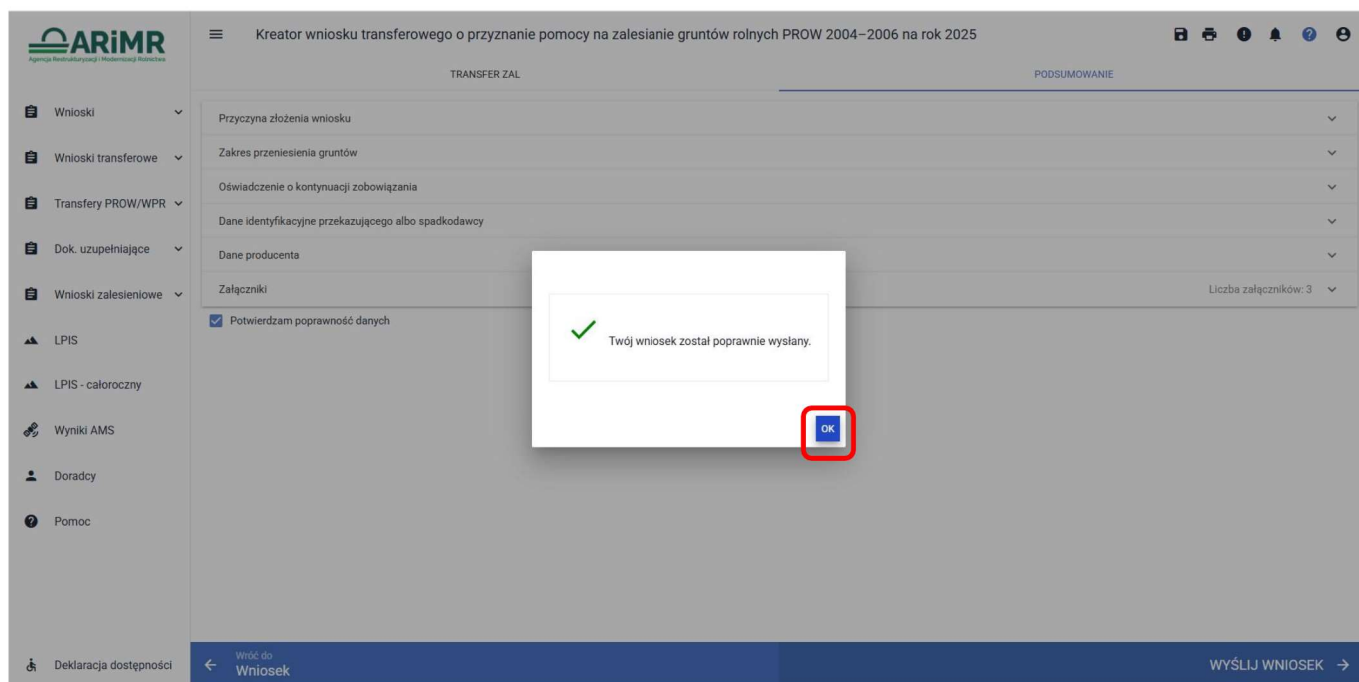 ARiMR
Agencja Restrukturyzacji i Modernizacji Rolnictwa
Kreator wniosku transferowego o przyznanie pomocy na zalesianie gruntów rolnych PROW 2004–2006 na rok 2025
TRANSFER ZAL
PODSUMOWANIE
Wnioski
Wnioski transferowe
Transfery PROW/WPR
Dok. uzupełniające
Wnioski zalesieniowe
LPIS
LPIS - całoroczny
Wyniki AMS
Doradcy
Pomoc
Deklaracja dostępności
Przyczyna złożenia wniosku
Zakres przeniesienia gruntów
Oświadczenie o kontynuacji zobowiązania
Dane identyfikacyjne przekazującego albo spadkodawcy
Dane producenta
Załączniki
Liczba załączników: 3
Potwierdzam poprawność danych
Twój wniosek został poprawnie wysłany.
OK
Wróć do
Wniosek
WYŚLIJ WNIOSEK